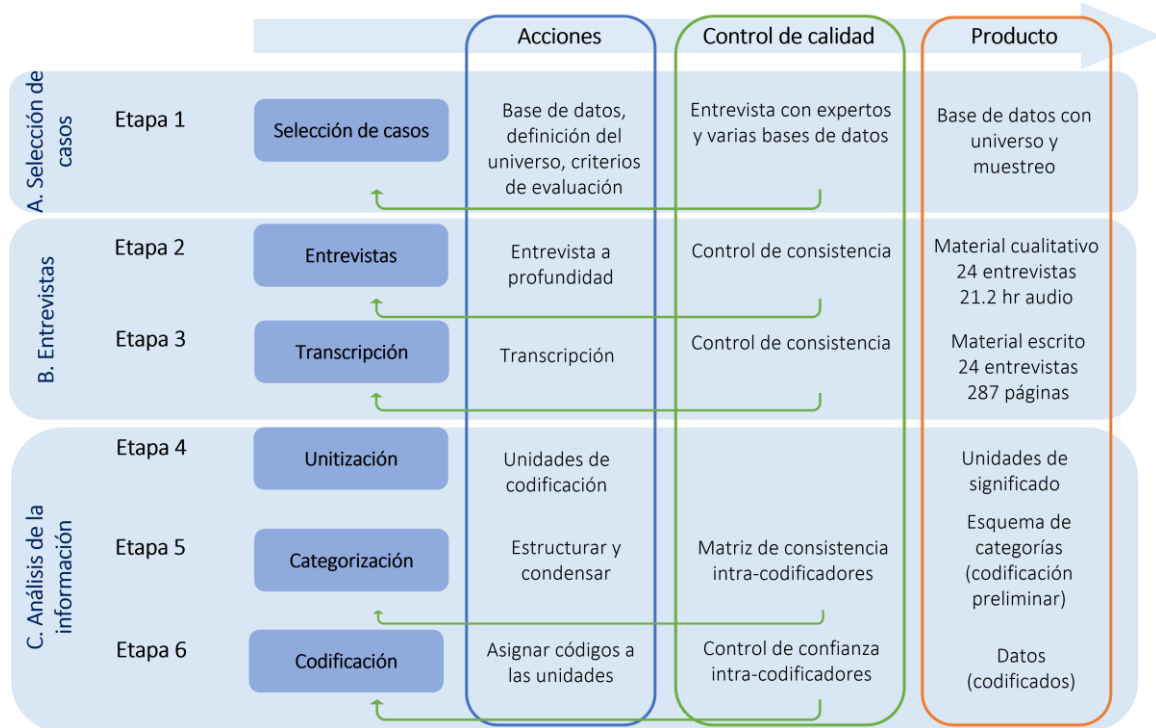 Acciones
Control de calidad
Producto
A. Selección de
casos
Etapa 1
Selección de casos
Base de datos,
definición del
universo, criterios
de evaluación
Entrevista con expertos
y varias bases de datos
Base de datos con
universo y
muestreo
B. Entrevistas
Etapa 2
Entrevistas
Entrevista a
profundidad
Control de consistencia
Material cualitativo
24 entrevistas
21.2 hr audio
Etapa 3
Transcripción
Transcripción
Control de consistencia
Material escrito
24 entrevistas
287 páginas
C. Análisis de la
información
Etapa 4
Unitización
Unidades de
codificación
Unidades de
significado
Etapa 5
Categorización
Estructurar y
condensar
Matriz de consistencia
intra-codificadores
Esquema de
categorías
(codificación
preliminar)
Etapa 6
Codificación
Asignar códigos a
las unidades
Control de confianza
intra-codificadores
Datos
(codificados)